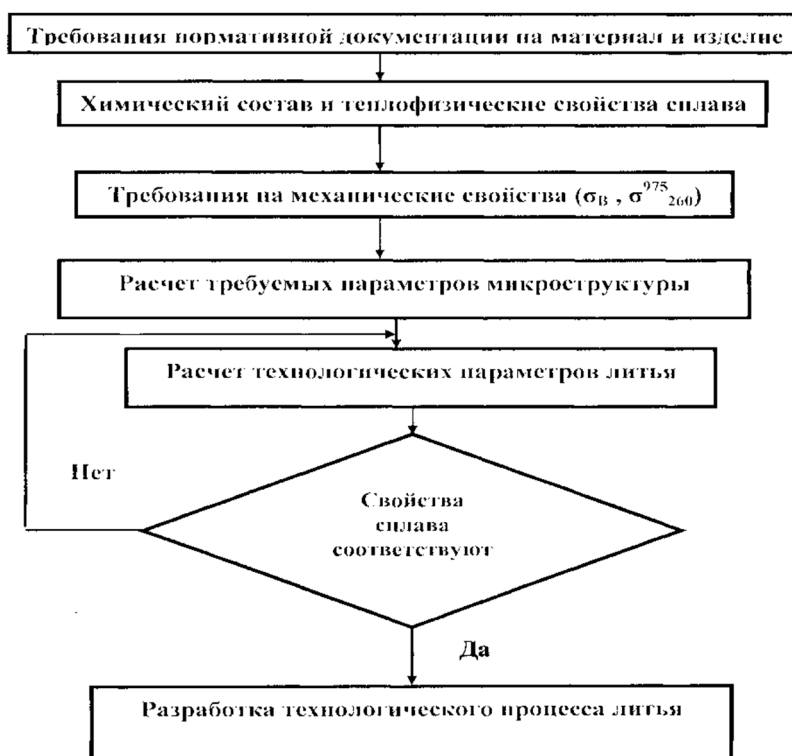 Требования нормативной документации на материал и изделие
Химический состав и теплофизические свойства сплава
Требования на механические свойства (σВ , σ⁹⁷⁵₂₆₀)
Расчет требуемых параметров микроструктуры
Расчет технологических параметров литья
Нет
Свойства
сплава
соответствуют
Да
Разработка технологического процесса литья